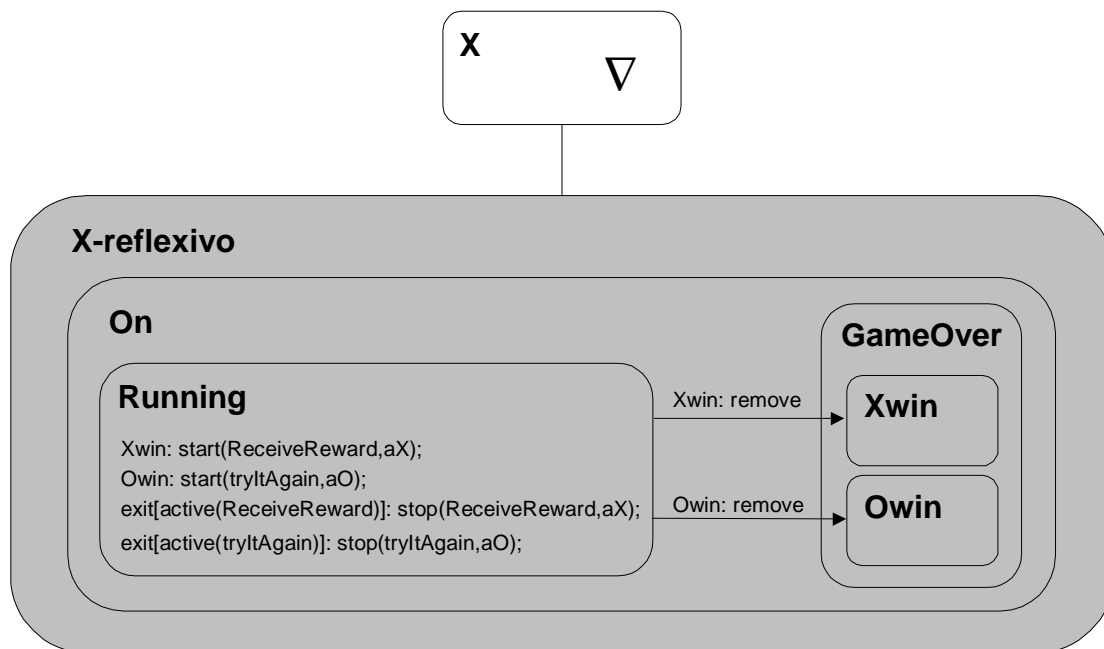 X
∇
X-reflexivo
On
GameOver
Running
Xwin: start(ReceiveReward,aX);
Owin: start(tryItAgain,aO);
exit[active(ReceiveReward)]: stop(ReceiveReward,aX);
exit[active(tryItAgain)]: stop(tryItAgain,aO);
Xwin: remove
Xwin
Owin: remove
Owin